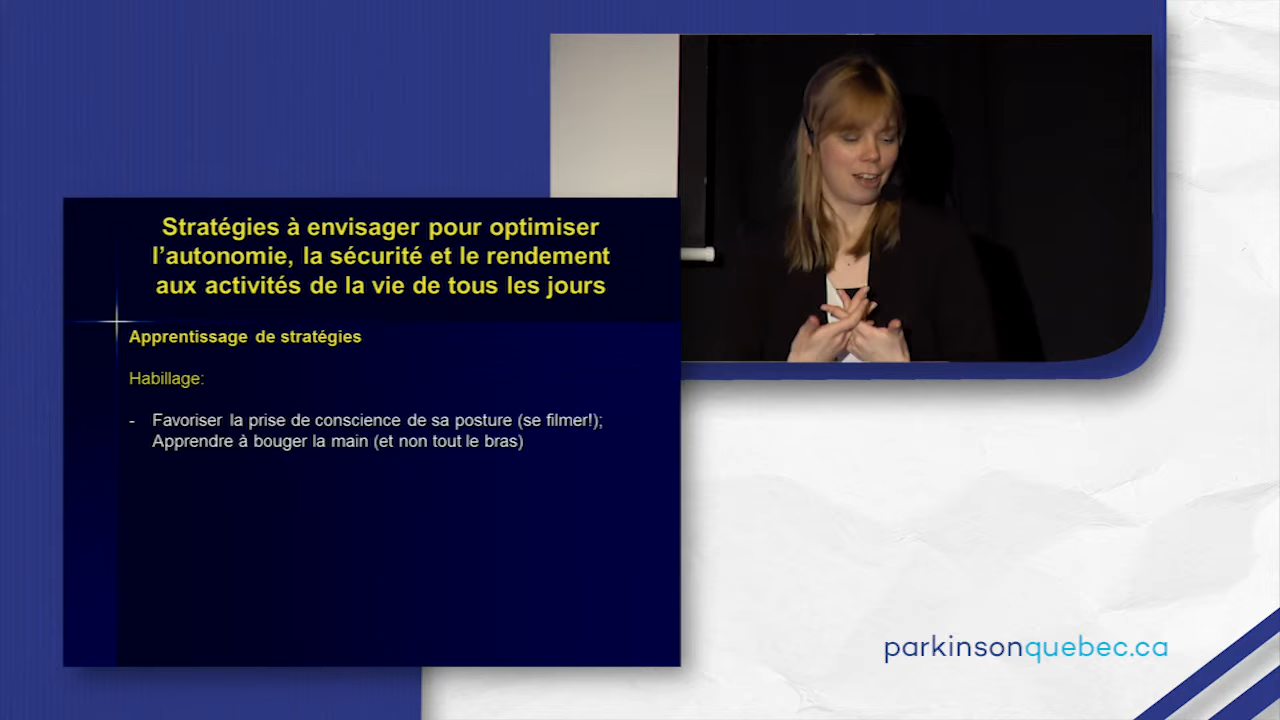 Stratégies à envisager pour optimiser
l’autonomie, la sécurité et le rendement
aux activités de la vie de tous les jours
Apprentissage de stratégies
Habillage:
- Favoriser la prise de conscience de sa posture (se filmer!);
Apprendre à bouger la main (et non tout le bras)
parkinsonquebec.ca